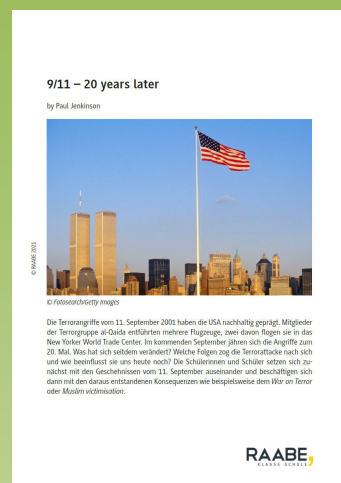 9/11 – 20 years later
by Paul Jenkinson
© RAABE 2021
© Fotosearch/Getty Images
Die Terrorangriffe vom 11. September 2001 haben die USA nachhaltig geprägt. Mitglieder
der Terrorgruppe al-Qaida entführten mehrere Flugzeuge, zwei davon flogen sie in das
New Yorker World Trade Center. Im kommenden September jähren sich die Angriffe zum
20. Mal. Was hat sich seitdem verändert? Welche Folgen zog die Terrorattacke nach sich
und wie beeinflusst sie uns heute noch? Die Schülerinnen und Schüler setzen sich zu-
nächst mit den Geschehnissen vom 11. September auseinander und beschäftigen sich
dann mit den daraus entstandenen Konsequenzen wie beispielsweise dem War on Terror
oder Muslim victimisation.
RAABE,
KLASSE SCHULE